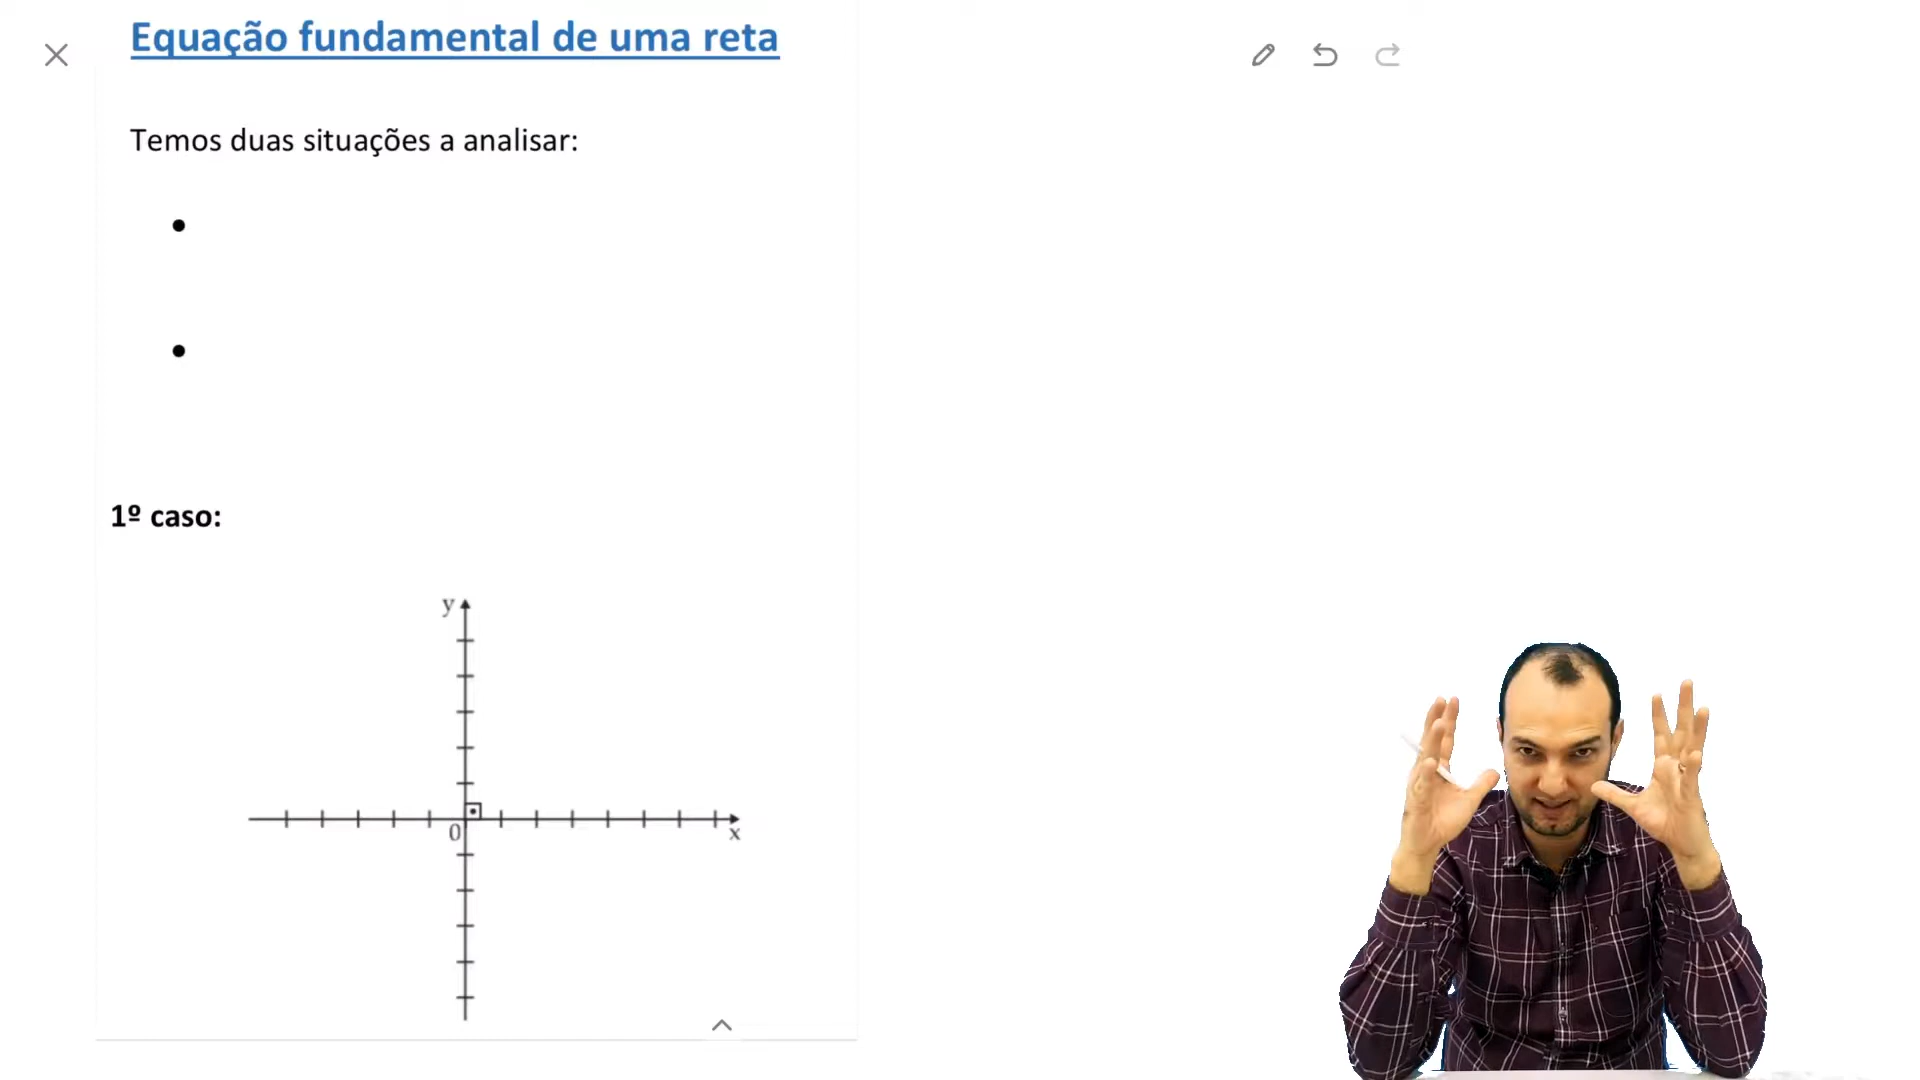 Equação fundamental de uma reta
Temos duas situações a analisar:
•
•
1º caso:
y
0
x